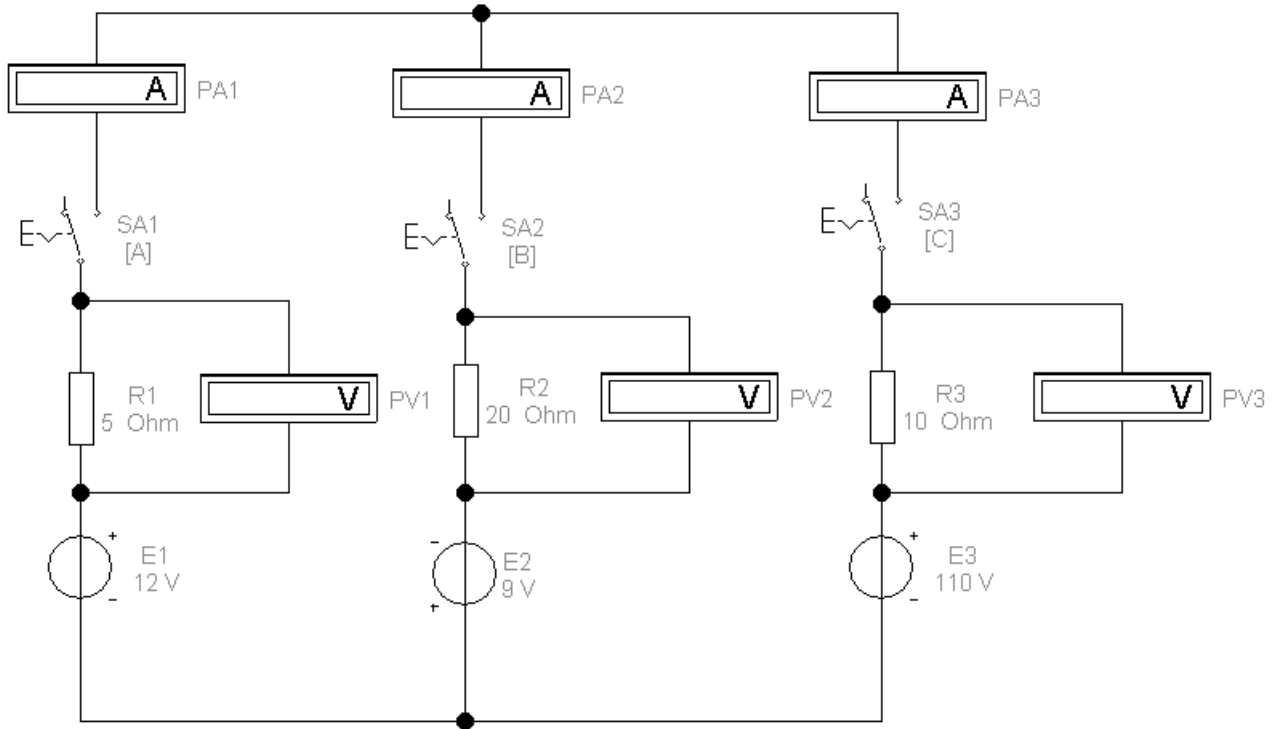 A
PA1
A
PA2
A
PA3
SA1
[A]
SA2
[B]
SA3
[C]
R1
5 Ohm
V
PV1
R2
20 Ohm
V
PV2
R3
10 Ohm
V
PV3
+
E1
12 V
-
-
E2
9 V
+
+
E3
110 V
-